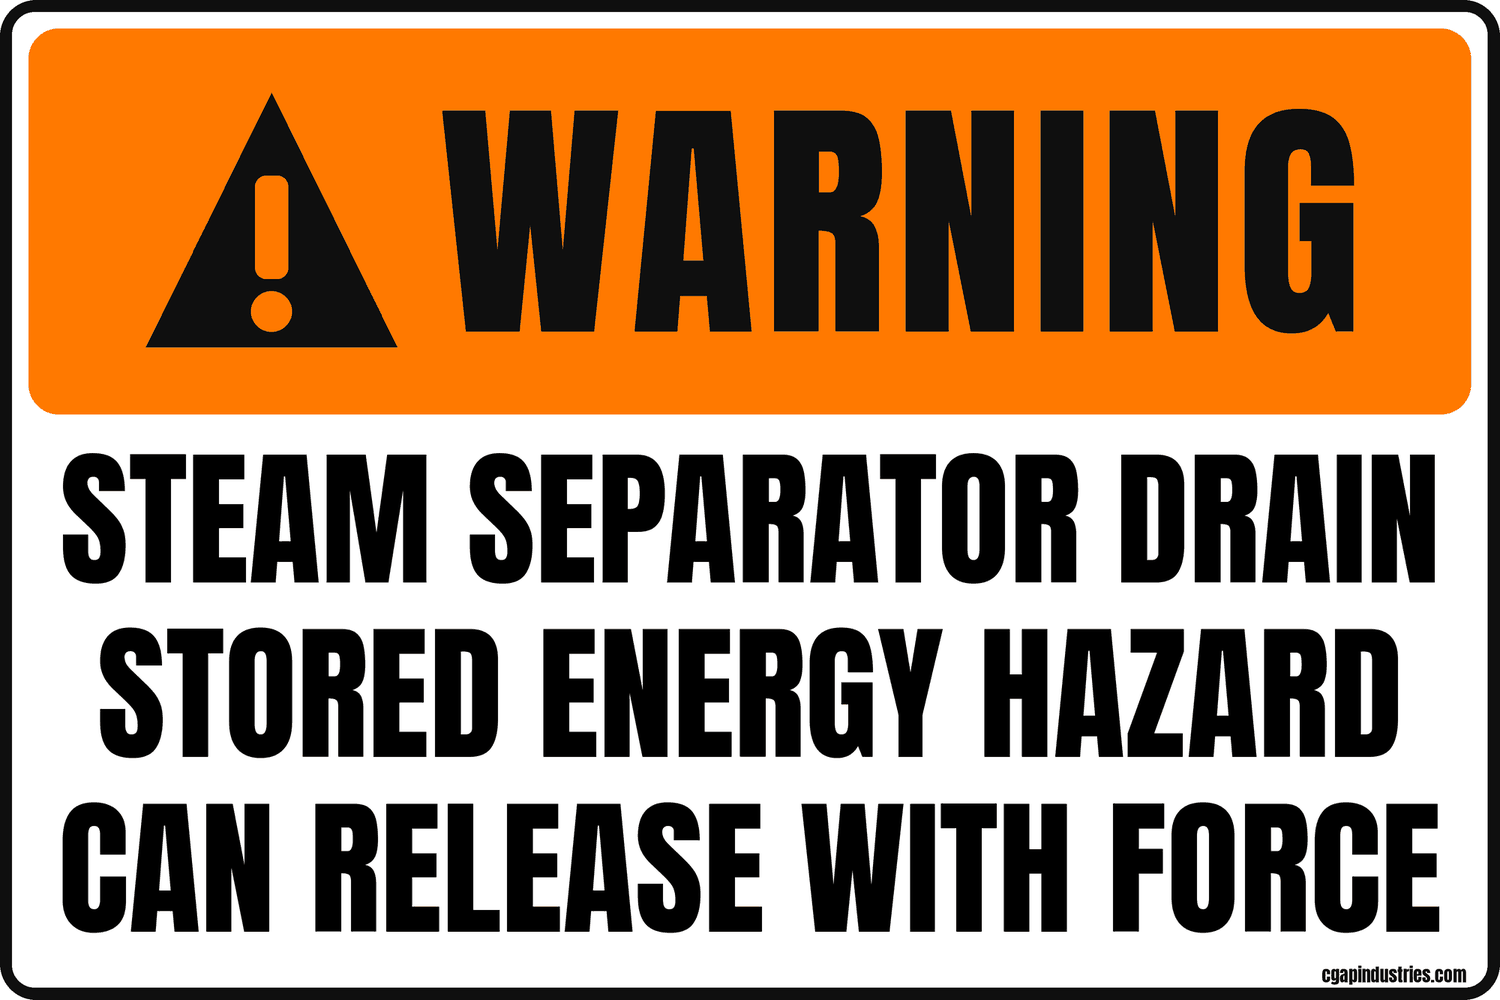 WARNING
STEAM SEPARATOR DRAIN
STORED ENERGY HAZARD
CAN RELEASE WITH FORCE
cgapindustries.com